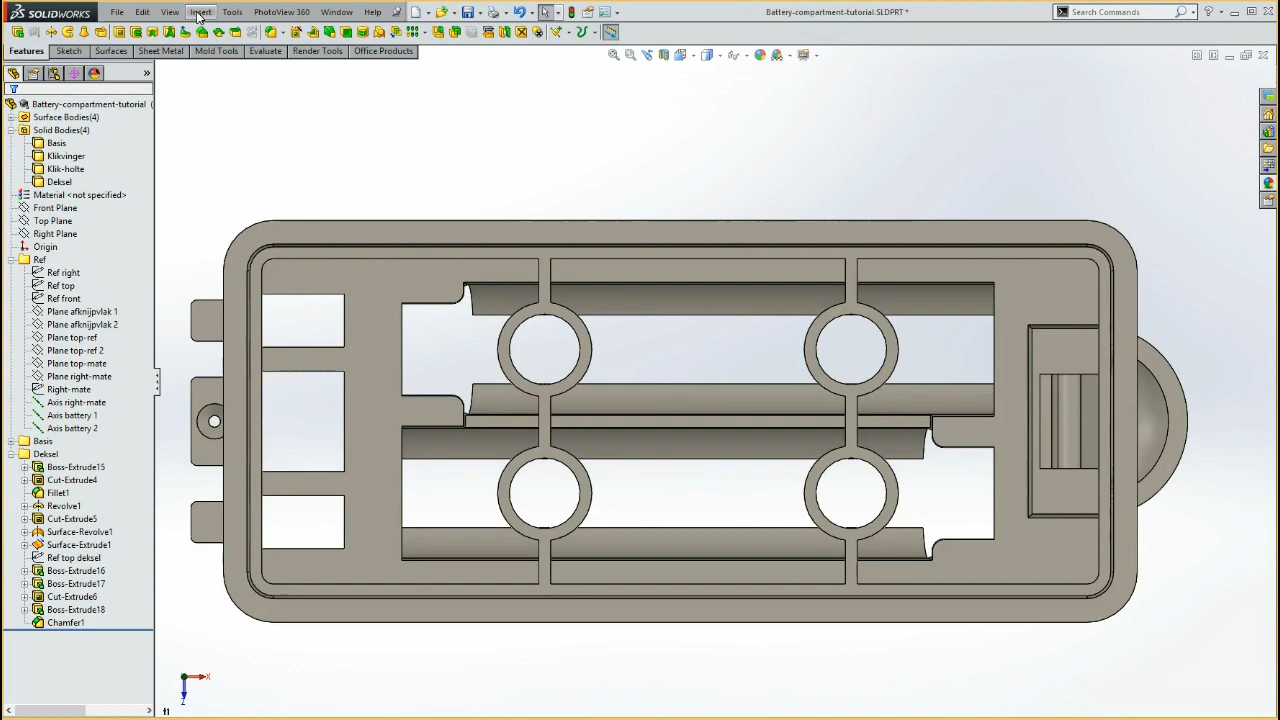 SOLIDWORKS File Edit View Insert Tools PhotoView 360 Window Help Battery-compartment-tutorial.SLDPRT * Search Commands ?
Features Sketch Surfaces Sheet Metal Mold Tools Evaluate Render Tools Office Products
»
Battery-compartment-tutorial (
Surface Bodies(4)
Solid Bodies(4)
Basis
Klikvinger
Klik-holte
Deksel
Material <not specified>
Front Plane
Top Plane
Right Plane
Origin
Ref
Ref right
Ref top
Ref front
Plane afknijpvlak 1
Plane afknijpvlak 2
Plane top-ref
Plane top-ref 2
Plane top-mate
Plane right-mate
Right-mate
Axis right-mate
Axis battery 1
Axis battery 2
Basis
Deksel
Boss-Extrude15
Cut-Extrude4
Fillet1
Revolve1
Cut-Extrude5
Surface-Revolve1
Surface-Extrude1
Ref top deksel
Boss-Extrude16
Boss-Extrude17
Cut-Extrude6
Boss-Extrude18
Chamfer1
X
Z